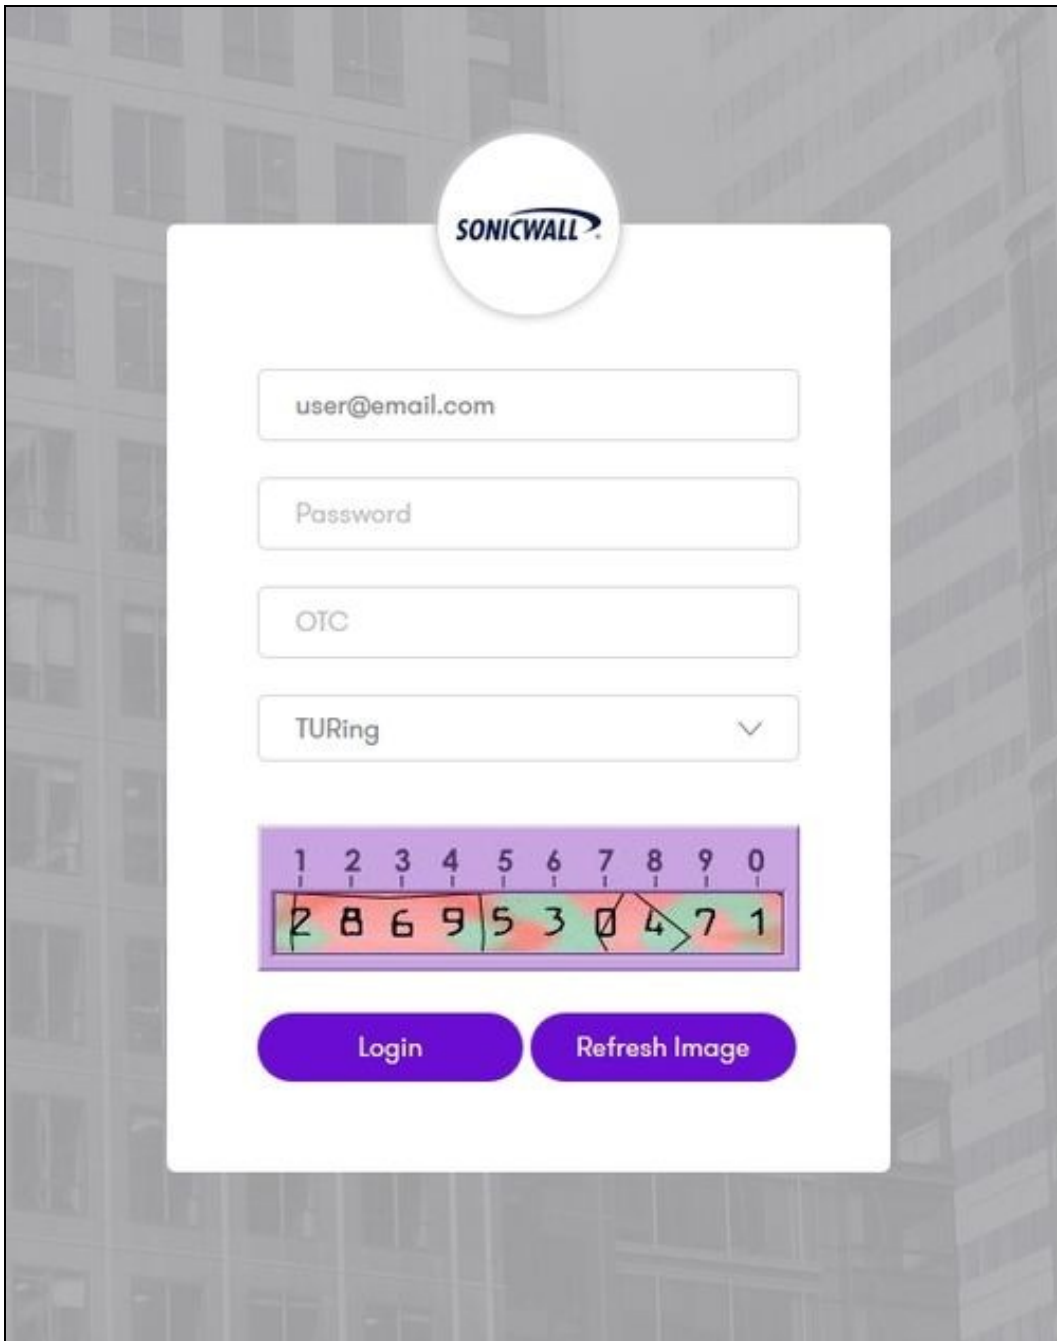 SONICWALL
user@email.com
Password
OTC
TURing
1 2 3 4 5 6 7 8 9 0
2 8 6 9 5 3 0 4 7 1
Login Refresh Image